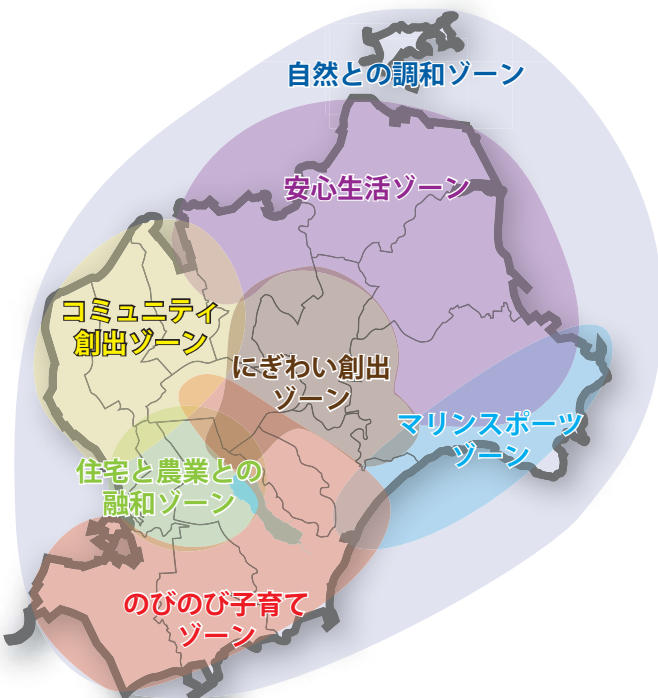 自然との調和ゾーン
安心生活ゾーン
コミュニティ
創出ゾーン
にぎわい創出
ゾーン
マリンスポーツ
ゾーン
住宅と農業との
融和ゾーン
のびのび子育て
ゾーン